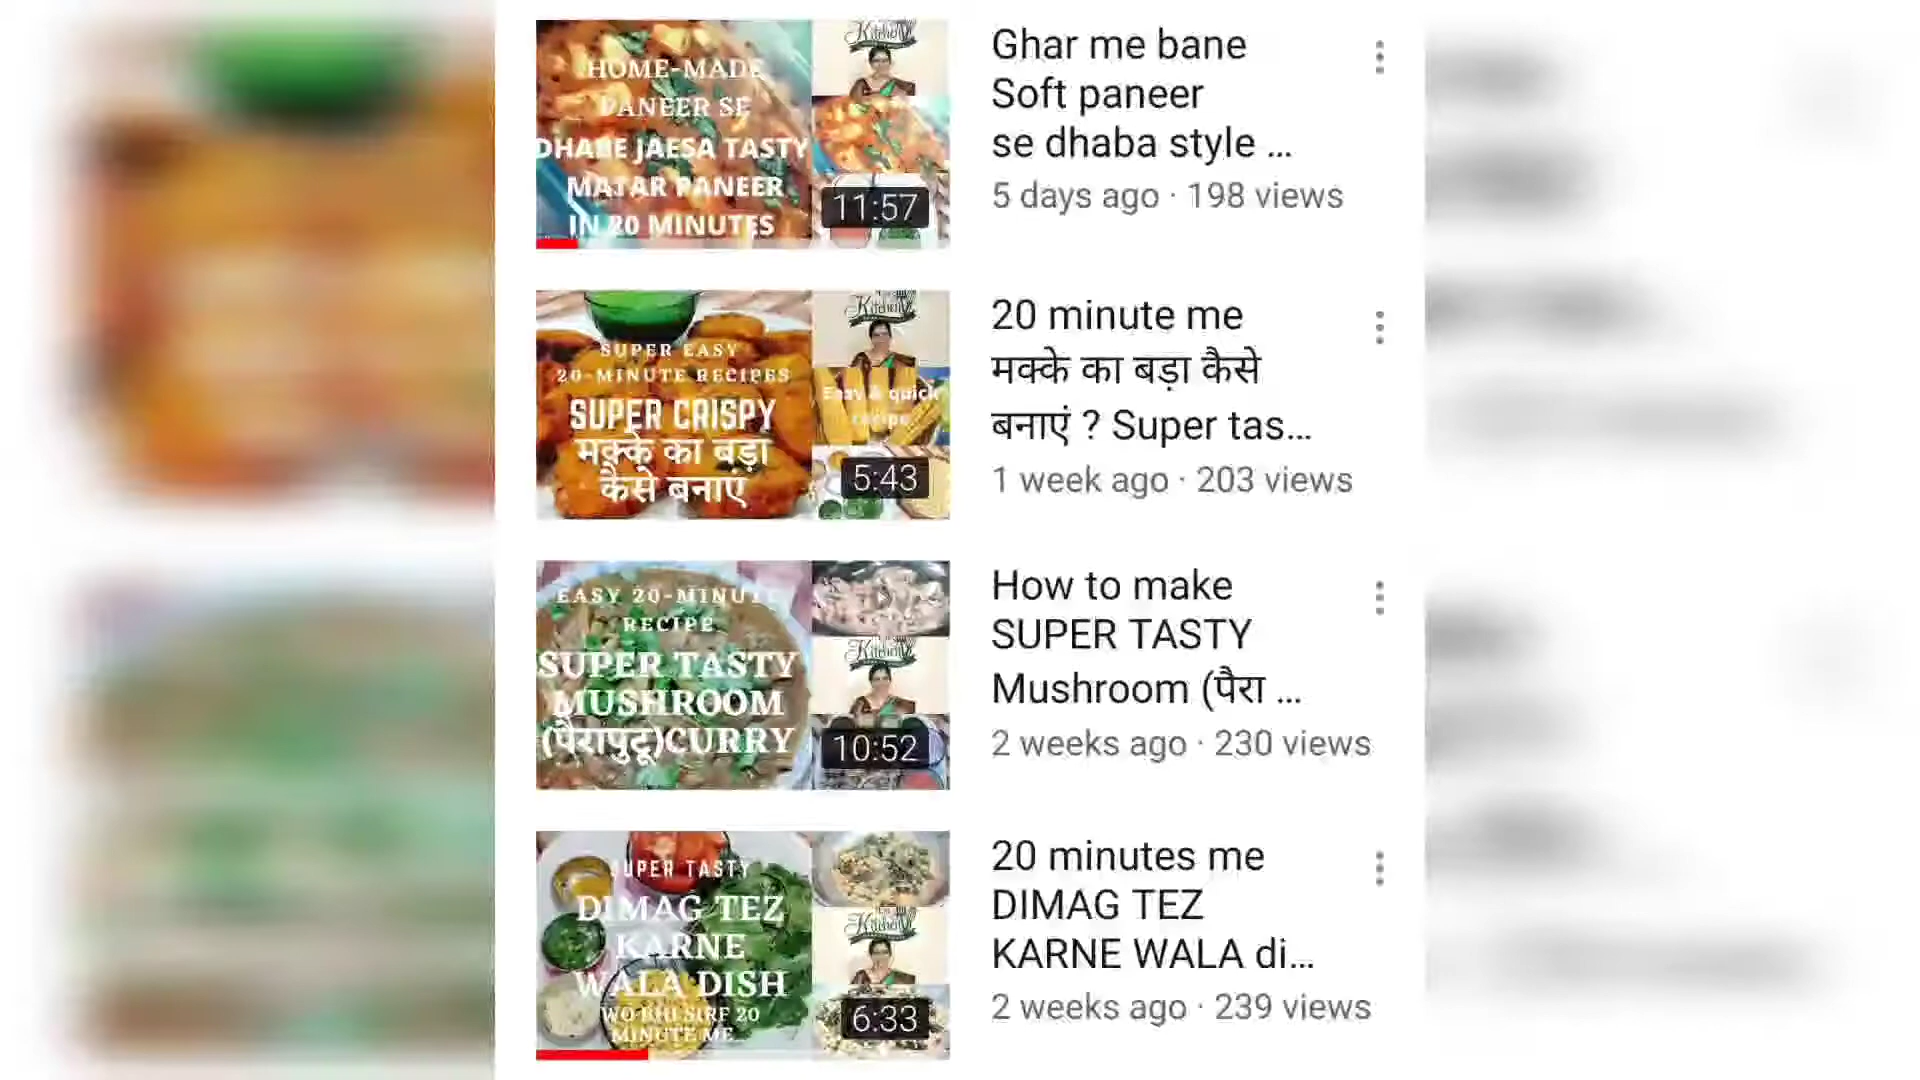 HOME-MADE
PANEER SE
DHABE JAESA TASTY
MATAR PANEER
IN 20 MINUTES
Kitchen
11:57
Ghar me bane
Soft paneer
se dhaba style ...
5 days ago · 198 views
SUPER EASY
20-MINUTE RECIPES
SUPER CRISPY
मक्के का बड़ा
कैसे बनाएं
Kitchen
Easy & quick
recipe
5:43
20 minute me
मक्के का बड़ा कैसे
बनाएं ? Super tas...
1 week ago · 203 views
EASY 20-MINUTE
RECIPE
SUPER TASTY
MUSHROOM
(पैरापुटू)CURRY
Kitchen
10:52
How to make
SUPER TASTY
Mushroom (पैरा ...
2 weeks ago · 230 views
SUPER TASTY
DIMAG TEZ
KARNE
WALA DISH
WO BHI SIRF 20
MINUTE ME
Kitchen
6:33
20 minutes me
DIMAG TEZ
KARNE WALA di...
2 weeks ago · 239 views